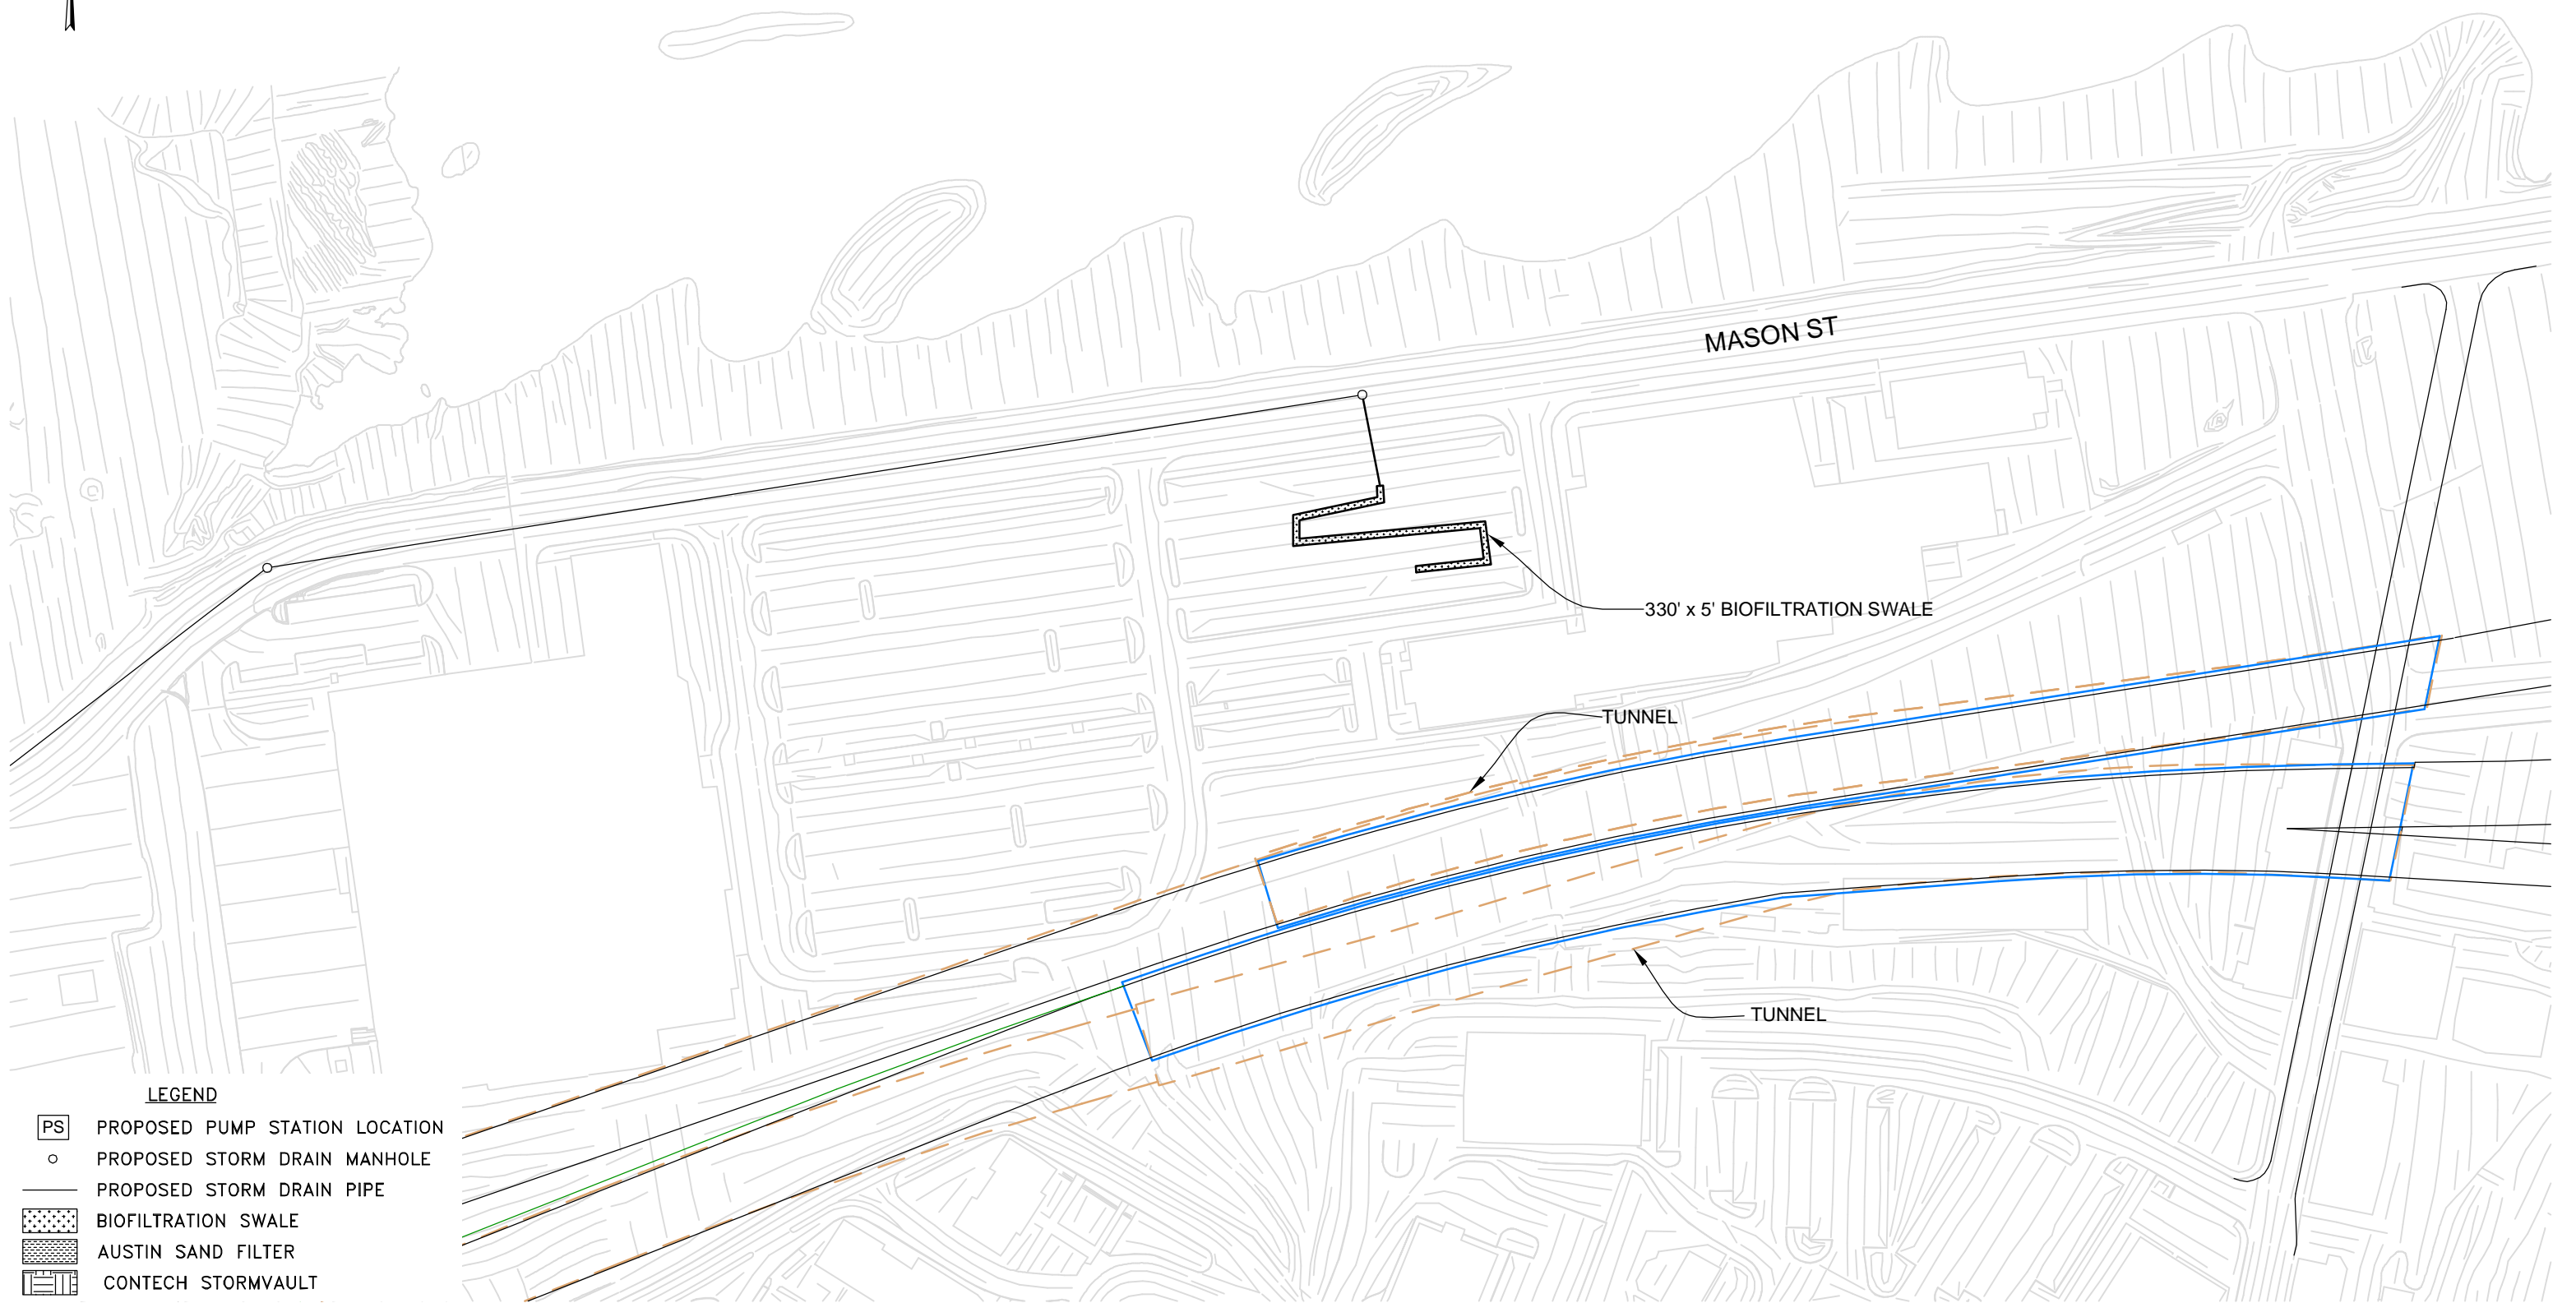 MASON ST
330' x 5' BIOFILTRATION SWALE
TUNNEL
TUNNEL
LEGEND
PS PROPOSED PUMP STATION LOCATION
PROPOSED STORM DRAIN MANHOLE
PROPOSED STORM DRAIN PIPE
BIOFILTRATION SWALE
AUSTIN SAND FILTER
CONTECH STORMVAULT